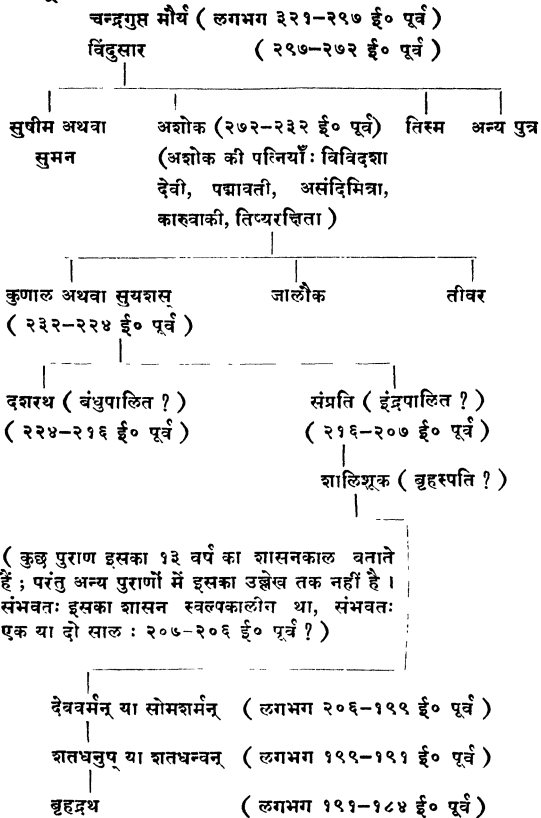 चन्द्रगुप्त मौर्य ( लगभग ३२१–२९७ ई० पूर्व )
विंदुसार ( २९७–२७२ ई० पूर्व )
सुषीम अथवा अशोक (२७२–२३२ ई० पूर्व) तिस्म अन्य पुत्र
सुमन (अशोक की पत्नियाँ: विविदशा
देवी, पद्मावती, असंदिमित्रा,
कारुवाकी, तिष्यरक्षिता )
कुणाल अथवा सुयशस् जालौक तीवर
( २३२–२२४ ई० पूर्व )
दशरथ ( बंधुपालित ? ) संप्रति ( इंद्रपालित ? )
( २२४–२१६ ई० पूर्व ) ( २१६–२०७ ई० पूर्व )
शालिशूक ( बृहस्पति ? )
( कुछ पुराण इसका १३ वर्ष का शासनकाल बताते
हैं ; परंतु अन्य पुराणों में इसका उल्लेख तक नहीं है ।
संभवतः इसका शासन स्वल्पकालीन था, संभवतः
एक या दो साल : २०७–२०६ ई० पूर्व ? )
देववर्मन् या सोमशर्मन् ( लगभग २०६–१९९ ई० पूर्व )
शतधनुष् या शतधन्वन् ( लगभग १९९–१९१ ई० पूर्व )
बृहद्रथ ( लगभग १९१–१८४ ई० पूर्व )